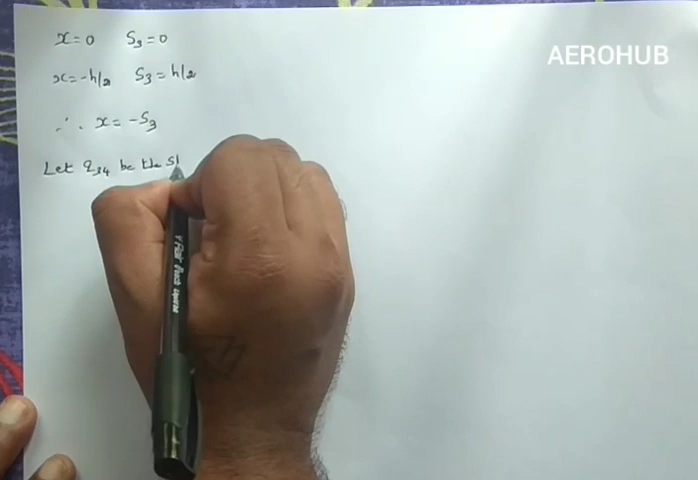 x=0 S₃=0
AEROHUB
x=-h/2 S₃=h/2
∴ x=-S₃
Let q₃₄ be the